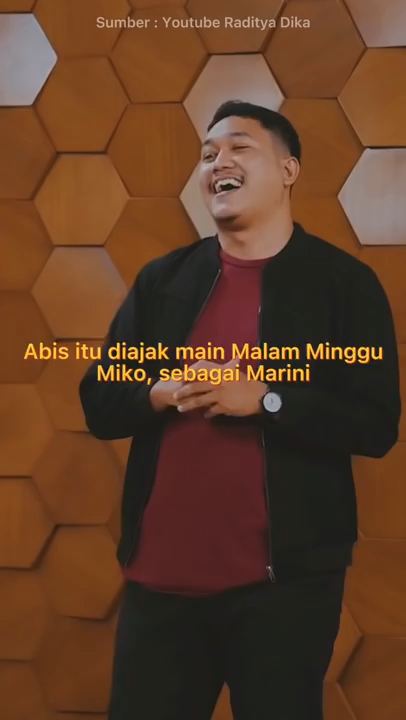 Sumber : Youtube Raditya Dika
Abis itu diajak main Malam Minggu
Miko, sebagai Marini